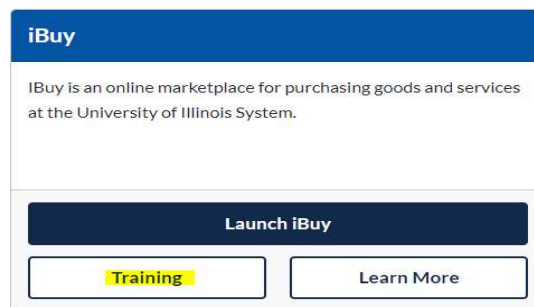 iBuy
IBuy is an online marketplace for purchasing goods and services
at the University of Illinois System.
Launch iBuy
Training
Learn More